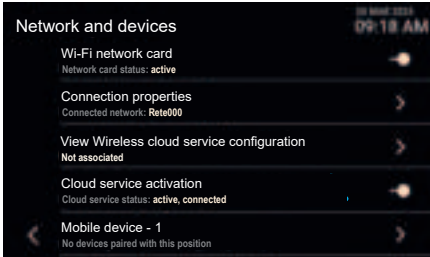 Network and devices
09:18 AM
Wi-Fi network card
Network card status: active
Connection properties
Connected network: Rete000
View Wireless cloud service configuration
Not associated
Cloud service activation
Cloud service status: active, connected
Mobile device - 1
No devices paired with this position